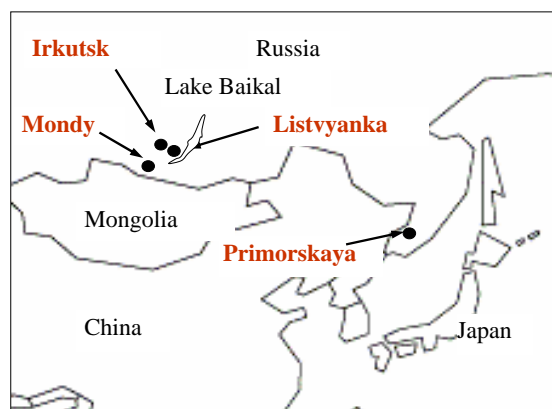 Irkutsk
Russia
Lake Baikal
Mondy
Listvyanka
Mongolia
Primorskaya
China
Japan